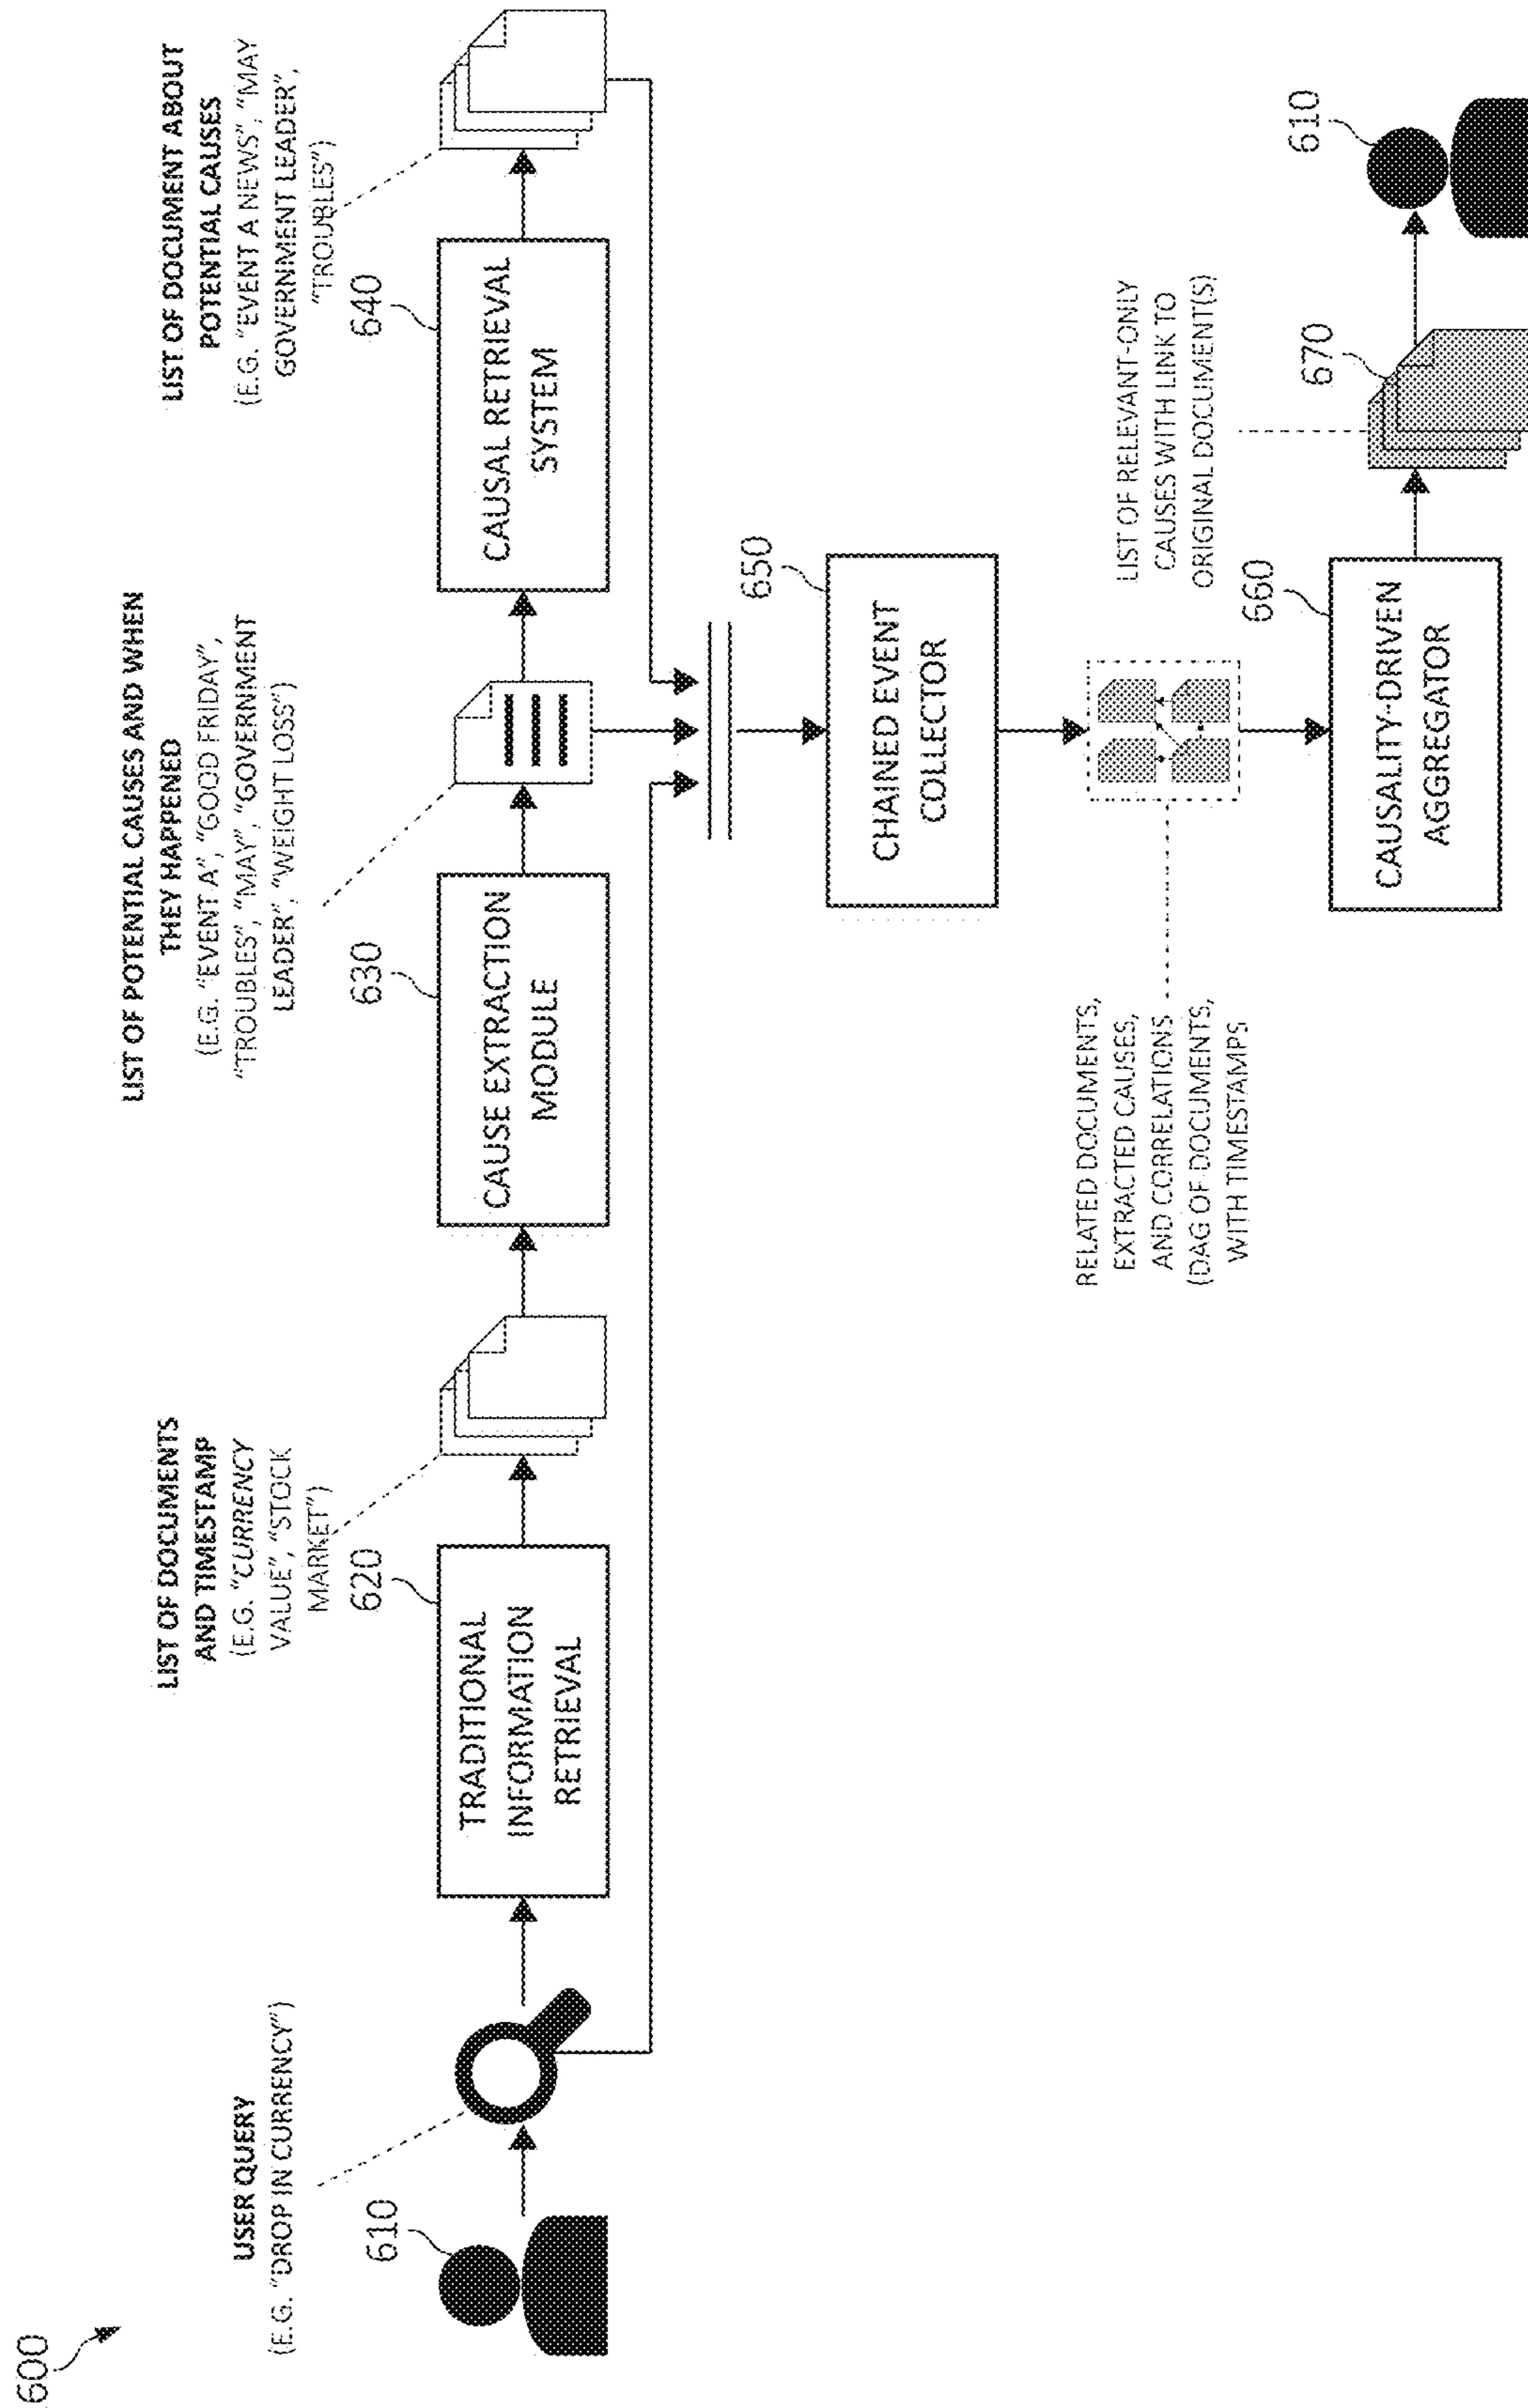 600
USER QUERY
(E.G. "DROP IN CURRENCY")
610
LIST OF DOCUMENTS
AND TIMESTAMP
(E.G. "CURRENCY
VALUE", "STOCK
MARKET")
620
TRADITIONAL
INFORMATION
RETRIEVAL
LIST OF POTENTIAL CAUSES AND WHEN
THEY HAPPENED
(E.G. "EVENT A", "GOOD FRIDAY",
"TROUBLES", "MAY", "GOVERNMENT
LEADER", "WEIGHT LOSS")
630
CAUSE EXTRACTION
MODULE
LIST OF DOCUMENT ABOUT
POTENTIAL CAUSES
(E.G. "EVENT A NEWS", "MAY
GOVERNMENT LEADER",
"TROUBLES")
640
CAUSAL RETRIEVAL
SYSTEM
650
CHAINED EVENT
COLLECTOR
RELATED DOCUMENTS,
EXTRACTED CAUSES,
AND CORRELATIONS
(DAG OF DOCUMENTS,
WITH TIMESTAMPS
660
CAUSALITY-DRIVEN
AGGREGATOR
LIST OF RELEVANT-ONLY
CAUSES WITH LINK TO
ORIGINAL DOCUMENT(S)
670
610